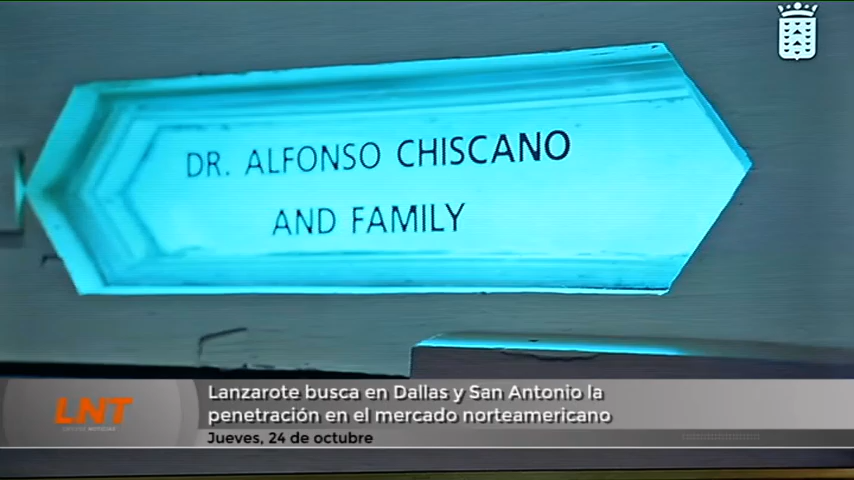 DR. ALFONSO CHISCANO
AND FAMILY
LNT
Lanzarote busca en Dallas y San Antonio la
penetración en el mercado norteamericano
Jueves, 24 de octubre